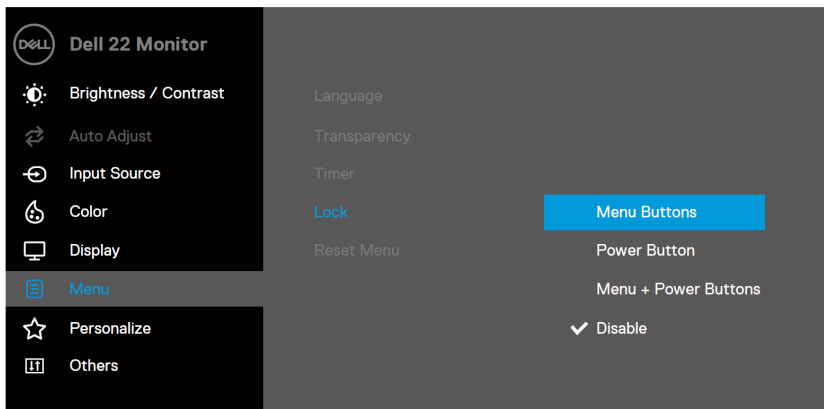 DELL
Dell 22 Monitor
Brightness / Contrast
Auto Adjust
Input Source
Color
Display
Menu
Personalize
Others
Language
Transparency
Timer
Lock
Reset Menu
Menu Buttons
Power Button
Menu + Power Buttons
Disable